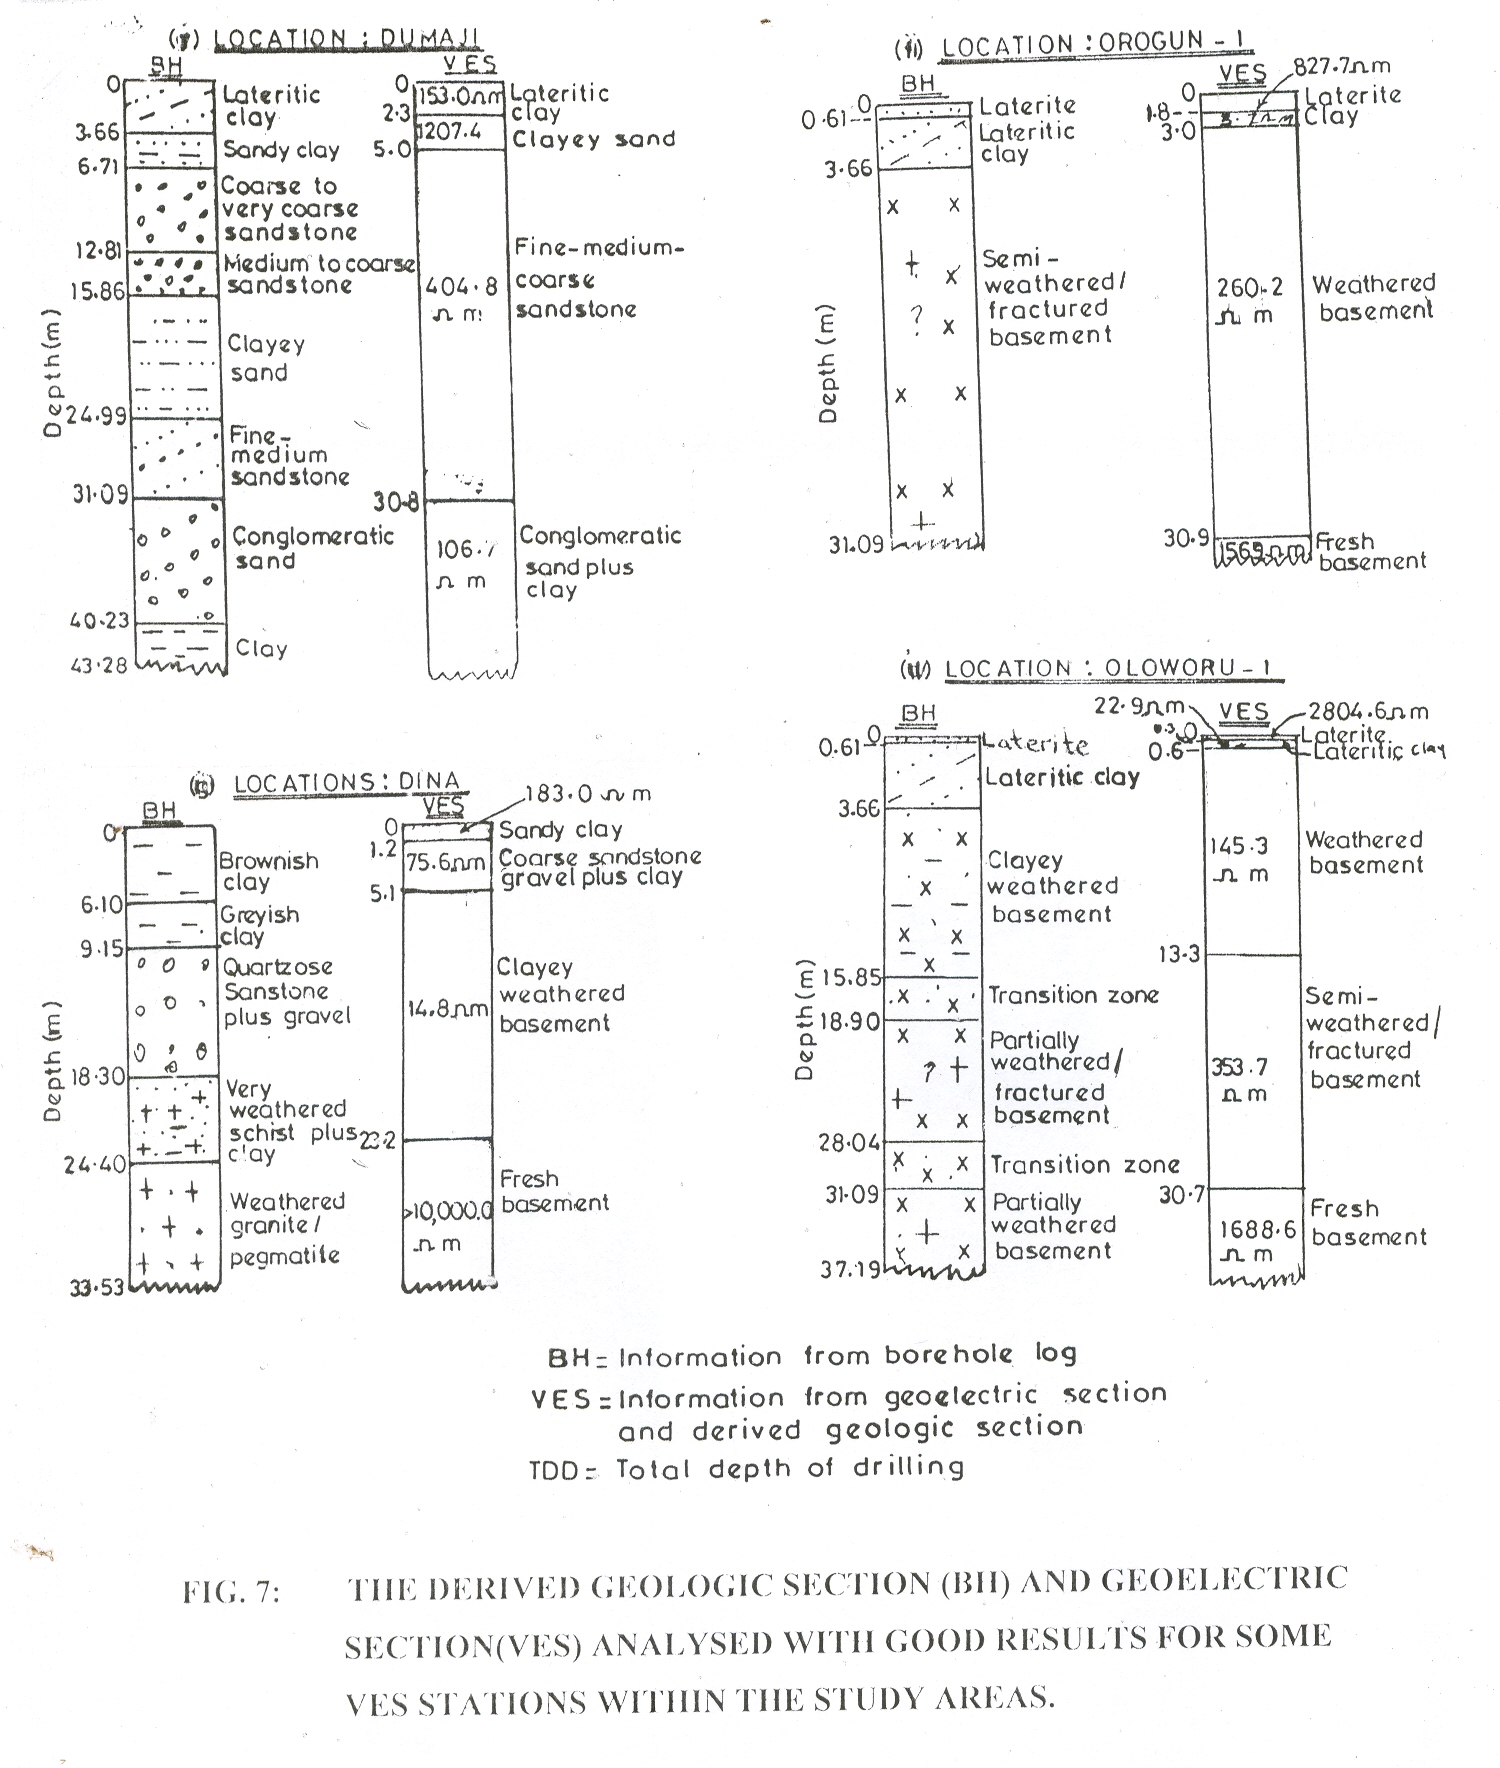 LOCATION : DUMAJI
BH
VES
0
Lateritic
clay
3.66
Sandy clay
6.71
Coarse to
very coarse
sandstone
12.81
Medium to coarse
sandstone
15.86
Clayey
sand
Depth (m)
24.99
Fine-
medium
sandstone
31.09
Conglomeratic
sand
40.23
Clay
43.28
0
153.0Ωm
Lateritic
clay
2.3
1207.4
Clayey sand
5.0
404.8
Ω m
Fine-medium-
coarse
sandstone
30.8
106.7
Ω m
Conglomeratic
sand plus
clay
(ii) LOCATION : OROGUN - 1
BH
VES
827.7Ωm
0
Laterite
0.61
Lateritic
clay
3.66
Semi-
weathered/
fractured
basement
Depth (m)
31.09
0
Laterite
1.8
Clay
3.0
260.2
Ω m
Weathered
basement
30.9
1569Ωm
Fresh
basement
LOCATIONS : DINA
BH
VES
183.0 Ω m
0
Brownish
clay
6.10
Greyish
clay
9.15
Quartzose
Sanstone
plus gravel
Depth (m)
18.30
Very
weathered
schist plus
clay
24.40
Weathered
granite/
pegmatite
33.53
0
Sandy clay
1.2
75.6Ωm
Coarse sandstone
gravel plus clay
5.1
14.8Ωm
Clayey
weathered
basement
23.2
>10,000.0
Ω m
Fresh
basement
LOCATION : OLOWORU - 1
BH
22.9Ωm
VES
2804.6Ωm
0
Laterite
0.61
Lateritic clay
3.66
Clayey
weathered
basement
Depth (m)
15.85
Transition zone
18.90
Partially
weathered/
fractured
basement
28.04
Transition zone
31.09
Partially
weathered
basement
37.19
0
0.3
Laterite
0.6
Lateritic clay
145.3
Ω m
Weathered
basement
13.3
353.7
Ω m
Semi-
weathered/
fractured
basement
30.7
1688.6
Ω m
Fresh
basement
BH = Information from borehole log
VES = Information from geoelectric section
and derived geologic section
TDD = Total depth of drilling
FIG. 7: THE DERIVED GEOLOGIC SECTION (BH) AND GEOELECTRIC
SECTION(VES) ANALYSED WITH GOOD RESULTS FOR SOME
VES STATIONS WITHIN THE STUDY AREAS.